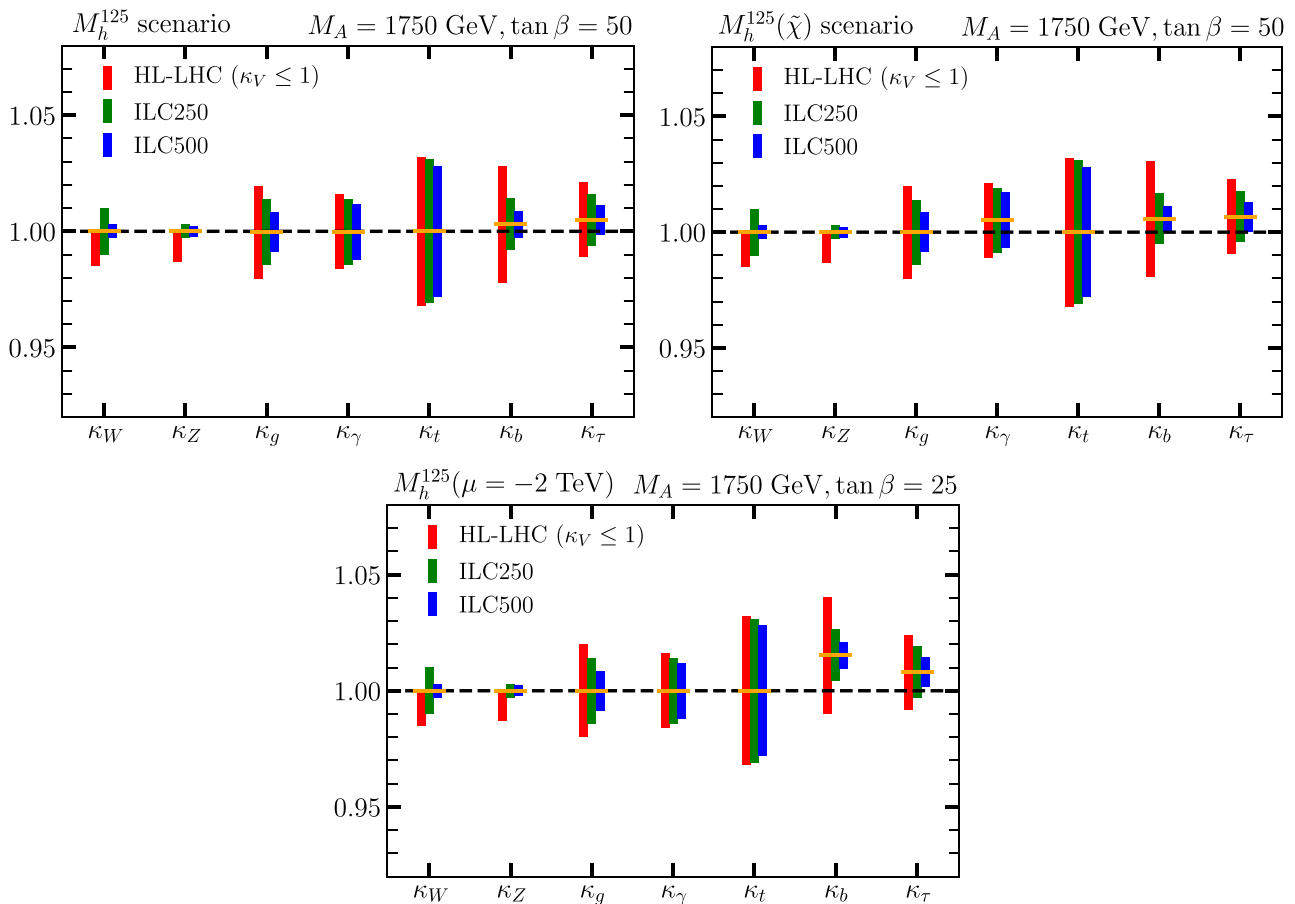 M_h^{125} scenario M_A = 1750 GeV, tan β = 50
HL-LHC (κ_V ≤ 1)
ILC250
ILC500
1.05
1.00
0.95
κ_W κ_Z κ_g κ_γ κ_t κ_b κ_τ
M_h^{125}(χ̃) scenario M_A = 1750 GeV, tan β = 50
HL-LHC (κ_V ≤ 1)
ILC250
ILC500
1.05
1.00
0.95
κ_W κ_Z κ_g κ_γ κ_t κ_b κ_τ
M_h^{125}(μ = −2 TeV) M_A = 1750 GeV, tan β = 25
HL-LHC (κ_V ≤ 1)
ILC250
ILC500
1.05
1.00
0.95
κ_W κ_Z κ_g κ_γ κ_t κ_b κ_τ